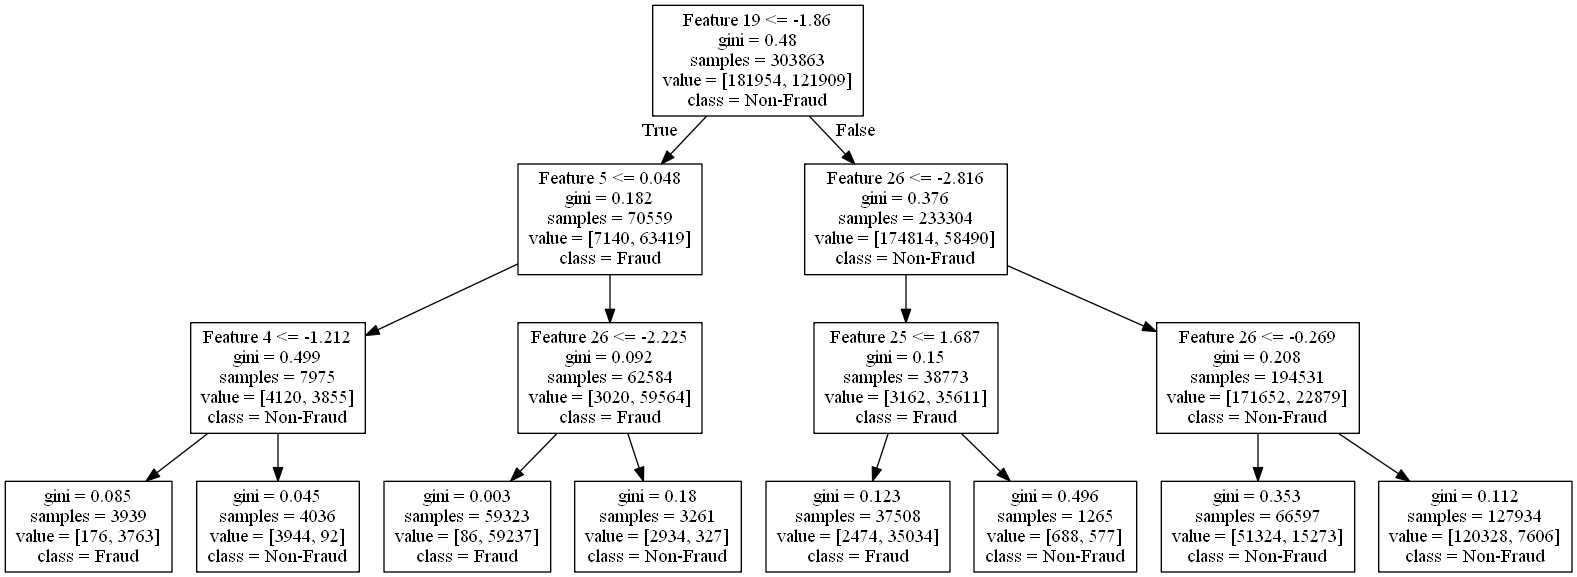 Feature 19 <= -1.86
gini = 0.48
samples = 303863
value = [181954, 121909]
class = Non-Fraud
True
False
Feature 5 <= 0.048
gini = 0.182
samples = 70559
value = [7140, 63419]
class = Fraud
Feature 26 <= -2.816
gini = 0.376
samples = 233304
value = [174814, 58490]
class = Non-Fraud
Feature 4 <= -1.212
gini = 0.499
samples = 7975
value = [4120, 3855]
class = Non-Fraud
Feature 26 <= -2.225
gini = 0.092
samples = 62584
value = [3020, 59564]
class = Fraud
Feature 25 <= 1.687
gini = 0.15
samples = 38773
value = [3162, 35611]
class = Fraud
Feature 26 <= -0.269
gini = 0.208
samples = 194531
value = [171652, 22879]
class = Non-Fraud
gini = 0.085
samples = 3939
value = [176, 3763]
class = Fraud
gini = 0.045
samples = 4036
value = [3944, 92]
class = Non-Fraud
gini = 0.003
samples = 59323
value = [86, 59237]
class = Fraud
gini = 0.18
samples = 3261
value = [2934, 327]
class = Non-Fraud
gini = 0.123
samples = 37508
value = [2474, 35034]
class = Fraud
gini = 0.496
samples = 1265
value = [688, 577]
class = Non-Fraud
gini = 0.353
samples = 66597
value = [51324, 15273]
class = Non-Fraud
gini = 0.112
samples = 127934
value = [120328, 7606]
class = Non-Fraud